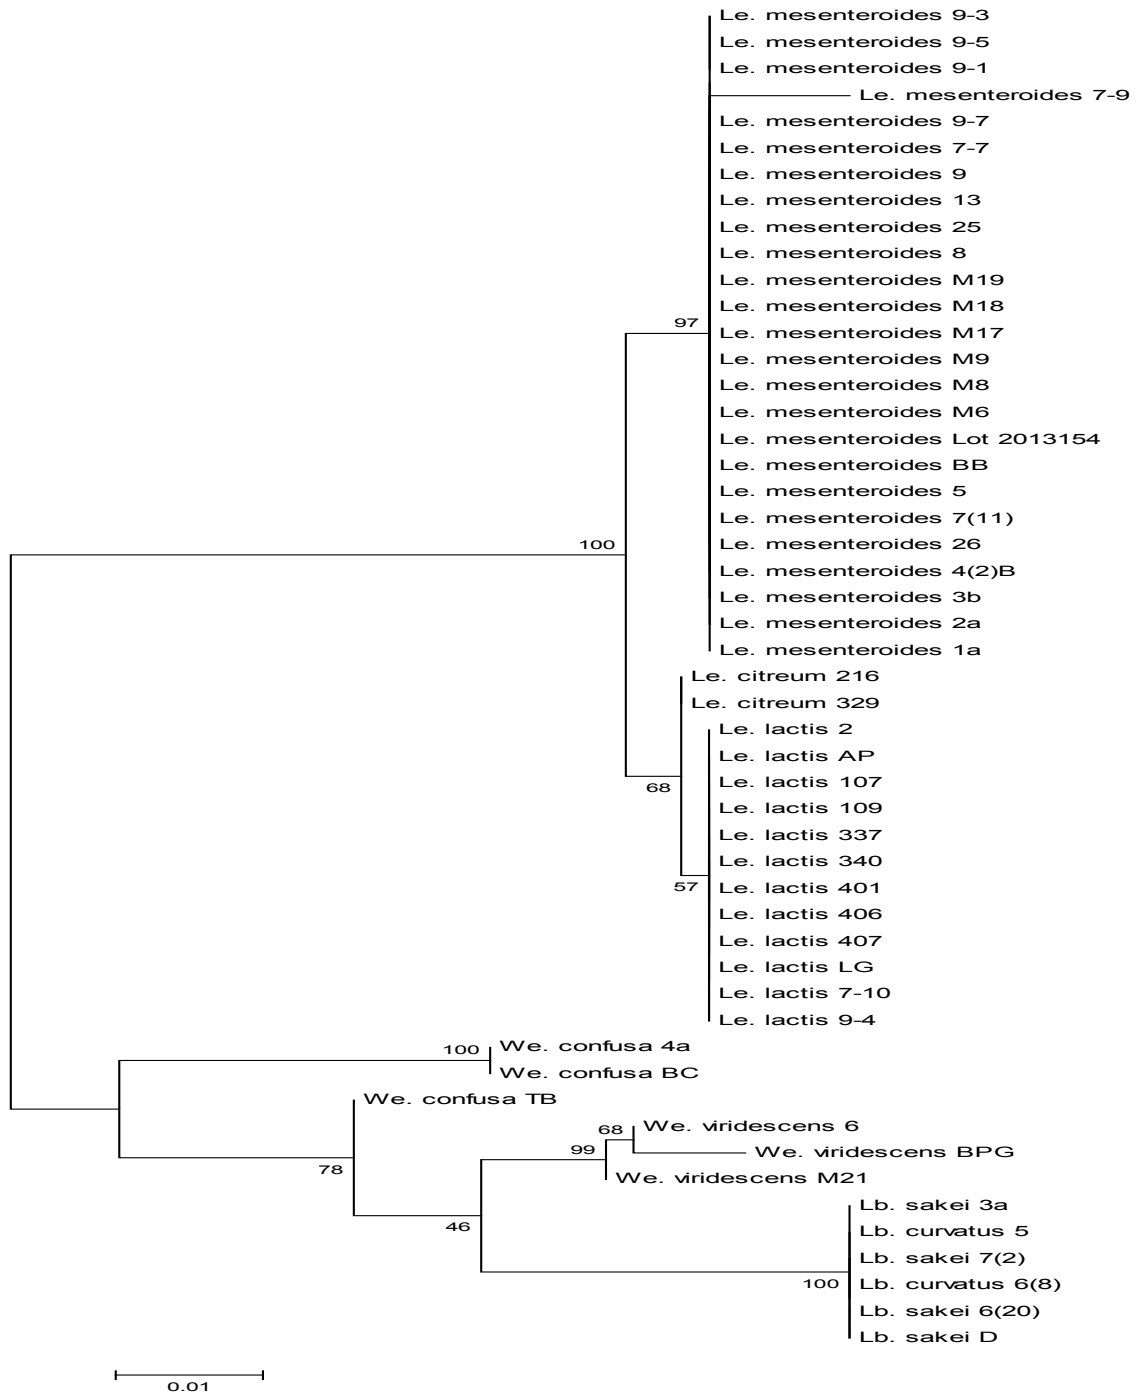 Le. mesenteroides 9-3
Le. mesenteroides 9-5
Le. mesenteroides 9-1
Le. mesenteroides 7-9
Le. mesenteroides 9-7
Le. mesenteroides 7-7
Le. mesenteroides 9
Le. mesenteroides 13
Le. mesenteroides 25
Le. mesenteroides 8
Le. mesenteroides M19
Le. mesenteroides M18
97
Le. mesenteroides M17
Le. mesenteroides M9
Le. mesenteroides M8
Le. mesenteroides M6
Le. mesenteroides Lot 2013154
Le. mesenteroides BB
Le. mesenteroides 5
Le. mesenteroides 7(11)
100
Le. mesenteroides 26
Le. mesenteroides 4(2)B
Le. mesenteroides 3b
Le. mesenteroides 2a
Le. mesenteroides 1a
Le. citreum 216
Le. citreum 329
Le. lactis 2
Le. lactis AP
Le. lactis 107
68
Le. lactis 109
Le. lactis 337
Le. lactis 340
Le. lactis 401
57
Le. lactis 406
Le. lactis 407
Le. lactis LG
Le. lactis 7-10
Le. lactis 9-4
100
We. confusa 4a
We. confusa BC
We. confusa TB
68
We. viridescens 6
99
We. viridescens BPG
78
We. viridescens M21
Lb. sakei 3a
46
Lb. curvatus 5
Lb. sakei 7(2)
100
Lb. curvatus 6(8)
Lb. sakei 6(20)
Lb. sakei D
0.01